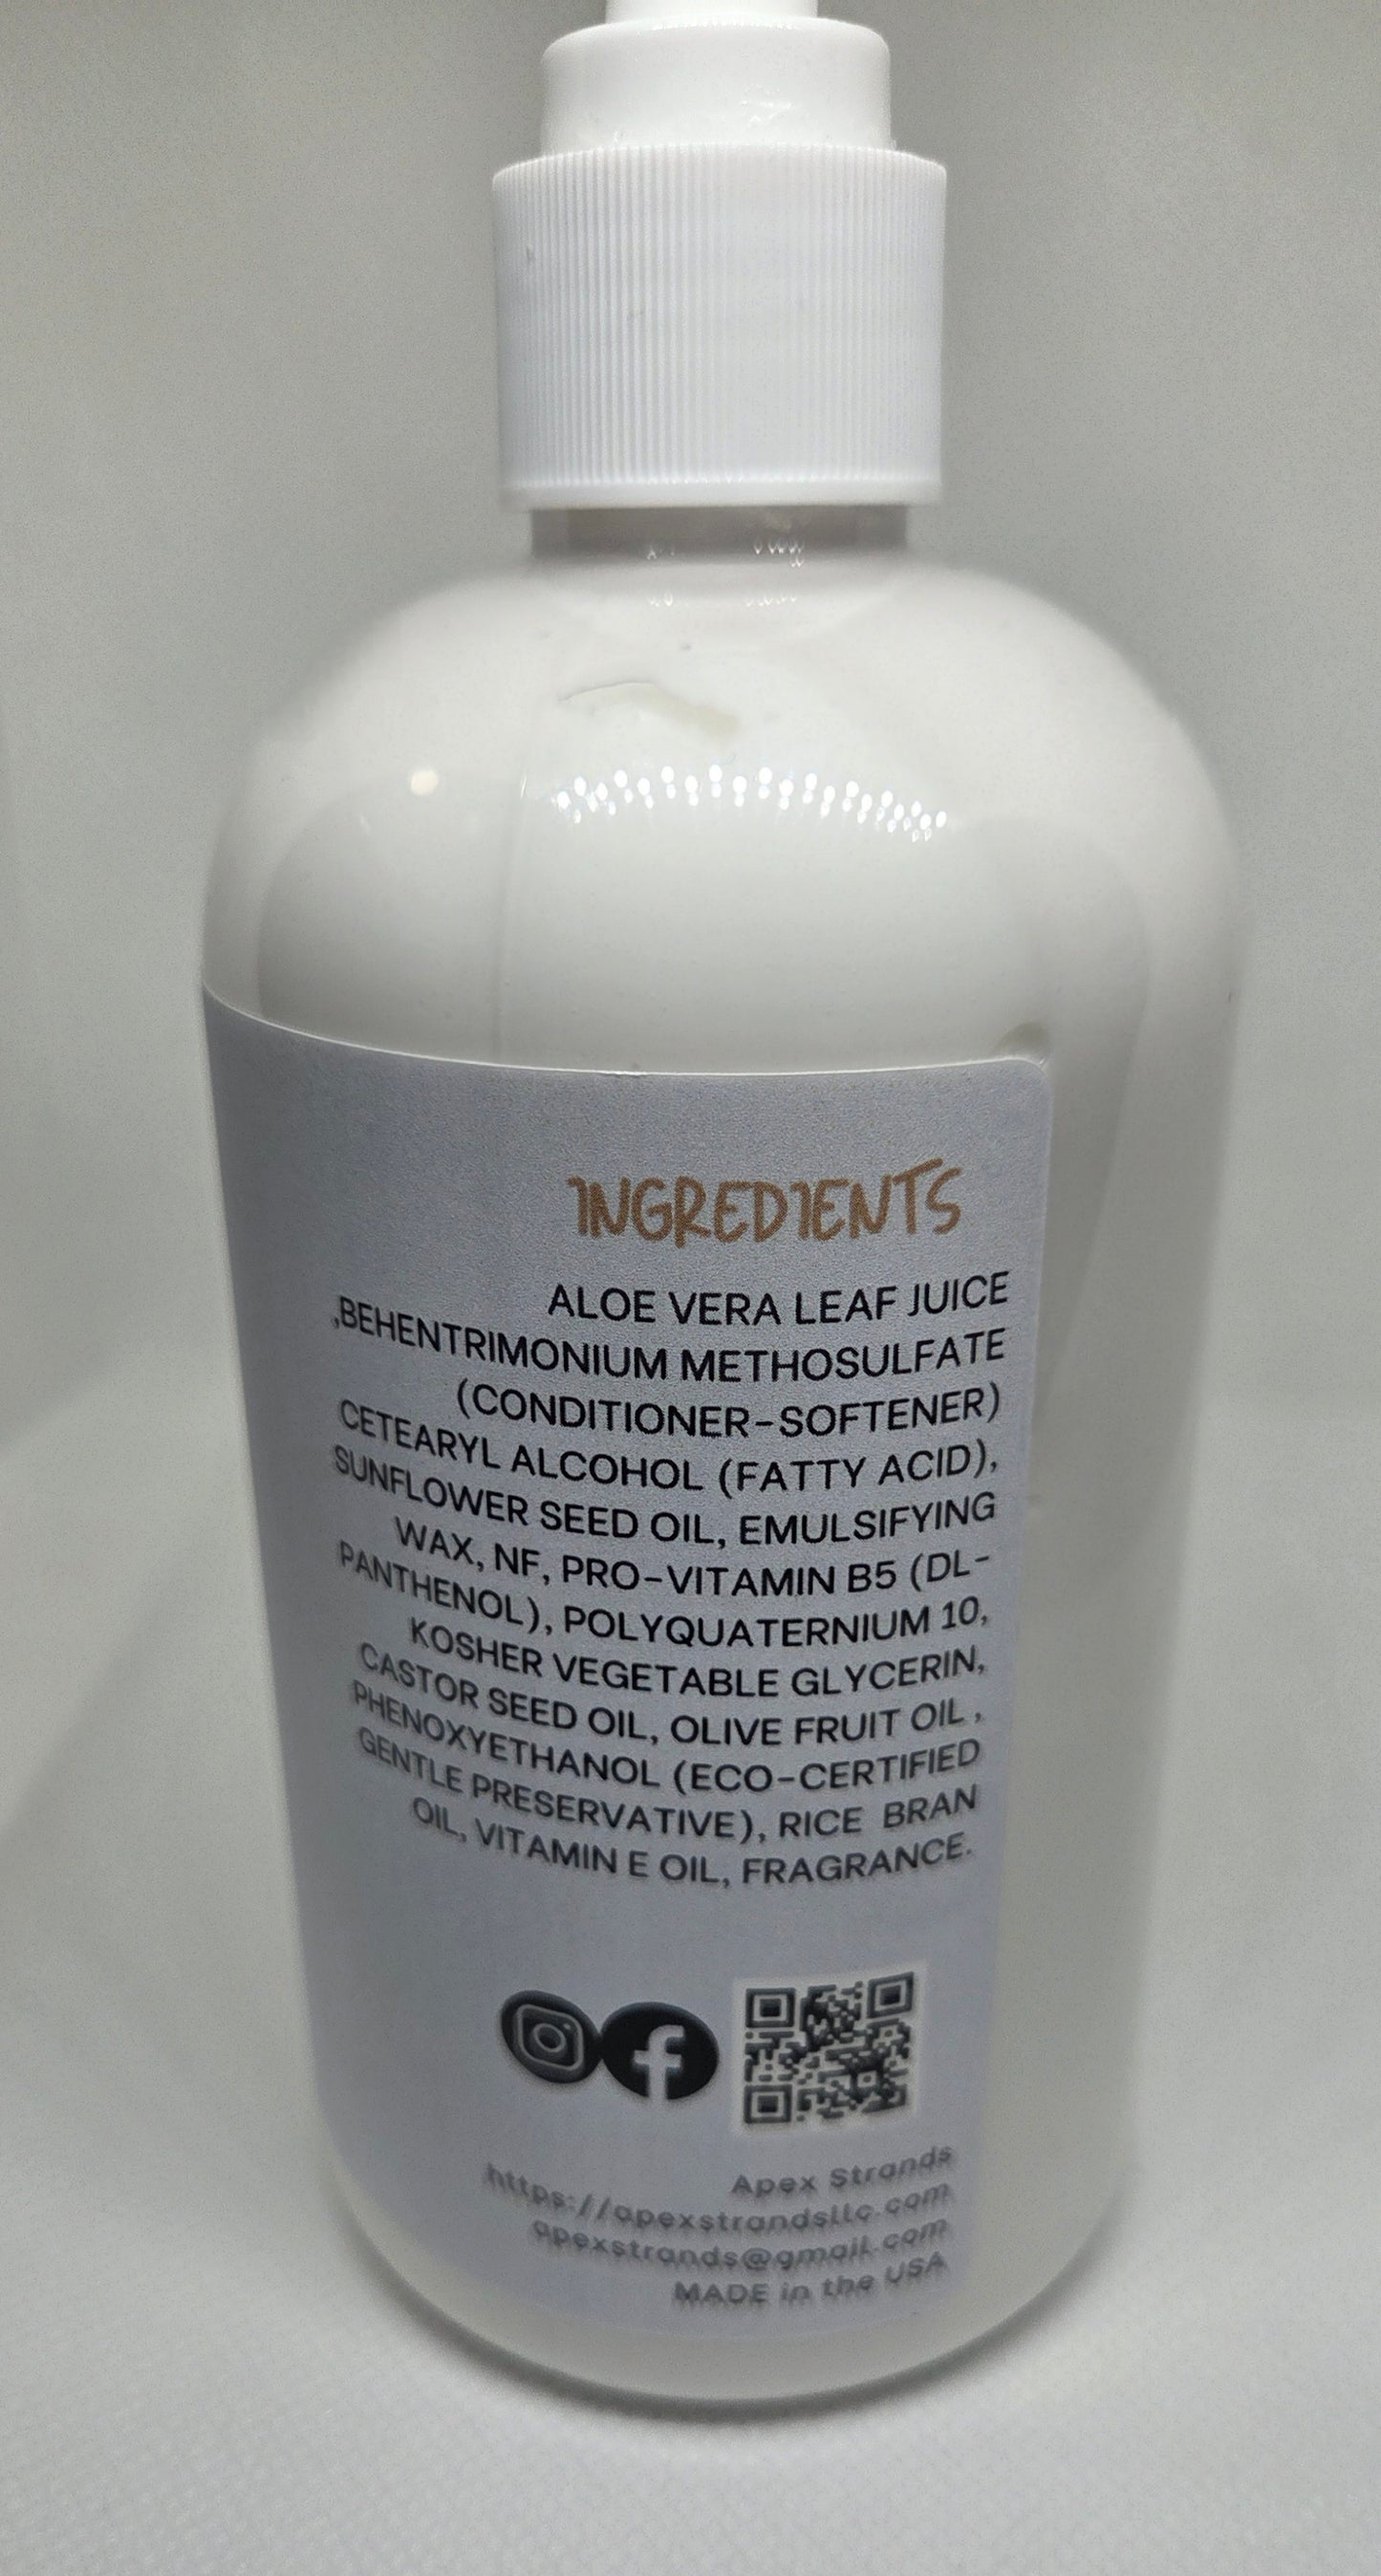 INGREDIENTS
ALOE VERA LEAF JUICE
,BEHENTRIMONIUM METHOSULFATE
(CONDITIONER-SOFTENER)
CETEARYL ALCOHOL (FATTY ACID),
SUNFLOWER SEED OIL, EMULSIFYING
WAX, NF, PRO-VITAMIN B5 (DL-
PANTHENOL), POLYQUATERNIUM 10,
KOSHER VEGETABLE GLYCERIN,
CASTOR SEED OIL, OLIVE FRUIT OIL ,
PHENOXYETHANOL (ECO-CERTIFIED
GENTLE PRESERVATIVE), RICE BRAN
OIL, VITAMIN E OIL, FRAGRANCE.
Apex Strands
https://apexstrandsllc.com
apexstrands@gmail.com
MADE in the USA